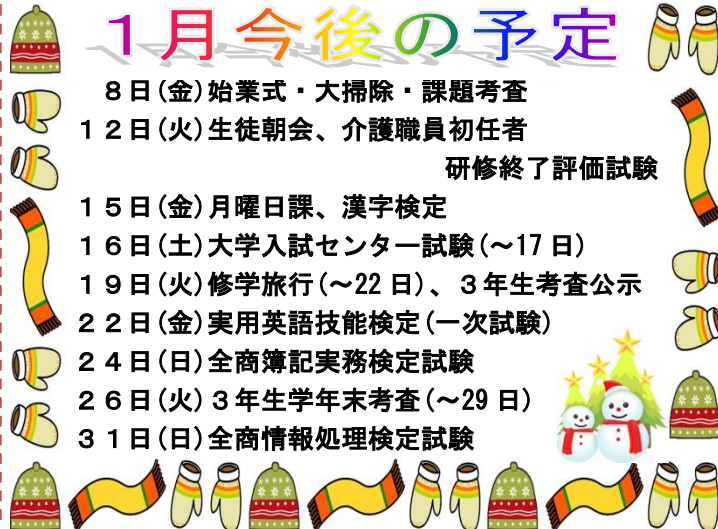 １月今後の予定
８日(金)始業式・大掃除・課題考査
１２日(火)生徒朝会、介護職員初任者
研修終了評価試験
１５日(金)月曜日課、漢字検定
１６日(土)大学入試センター試験(～17日)
１９日(火)修学旅行(～22日)、３年生考査公示
２２日(金)実用英語技能検定(一次試験)
２４日(日)全商簿記実務検定試験
２６日(火)３年生学年末考査(～29日)
３１日(日)全商情報処理検定試験